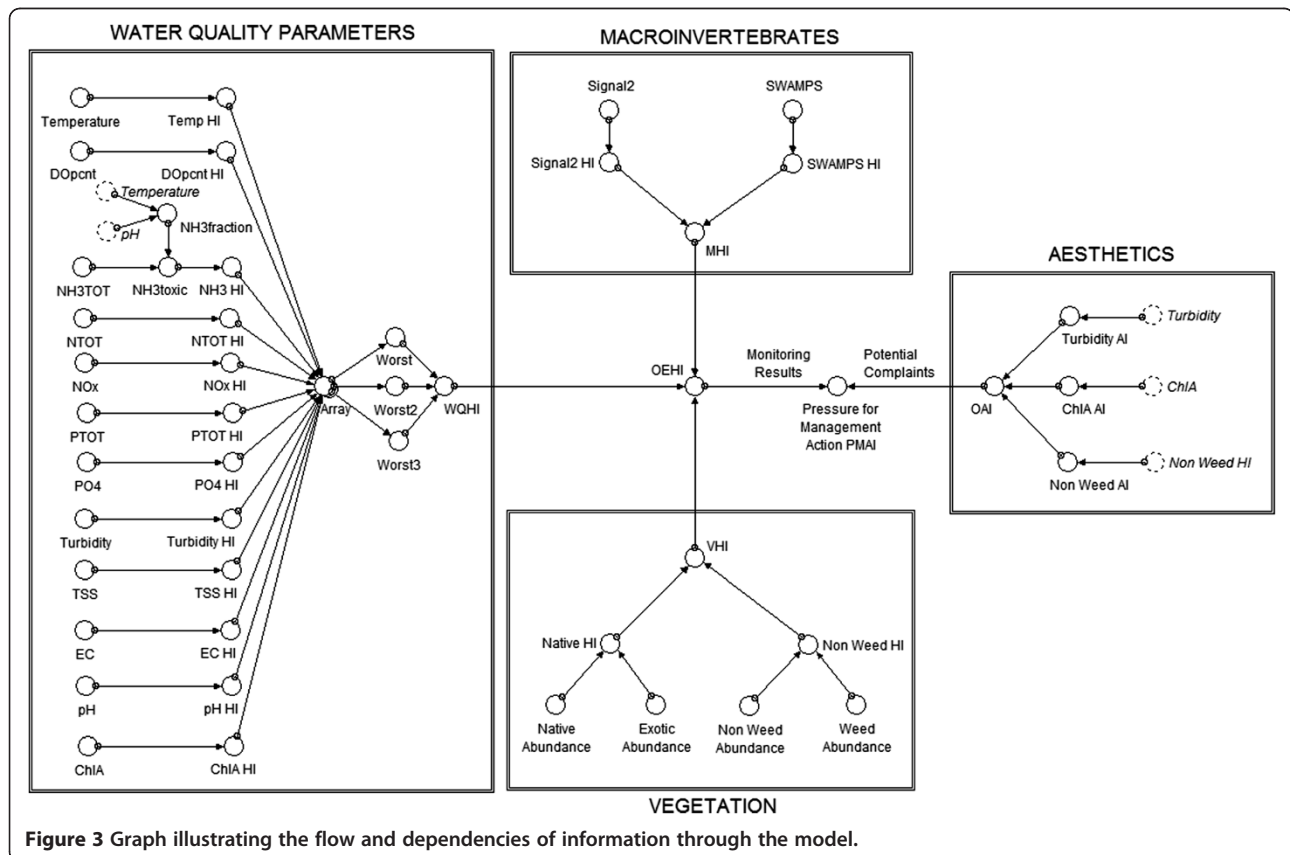 WATER QUALITY PARAMETERS
Temperature
Temp HI
DOpcnt
DOpcnt HI
Temperature
pH
NH3fraction
NH3TOT
NH3toxic
NH3 HI
NTOT
NTOT HI
NOx
NOx HI
PTOT
PTOT HI
PO4
PO4 HI
Turbidity
Turbidity HI
TSS
TSS HI
EC
EC HI
pH
pH HI
ChlA
ChlA HI
Array
Worst
Worst2
Worst3
WQHI
MACROINVERTEBRATES
Signal2
SWAMPS
Signal2 HI
SWAMPS HI
MHI
OEHI
Monitoring
Results
Potential
Complaints
Pressure for
Management
Action PMAI
AESTHETICS
Turbidity
Turbidity AI
ChlA
ChlA AI
OAI
Non Weed HI
Non Weed AI
VHI
Native HI
Non Weed HI
Native
Abundance
Exotic
Abundance
Non Weed
Abundance
Weed
Abundance
VEGETATION
Figure 3 Graph illustrating the flow and dependencies of information through the model.